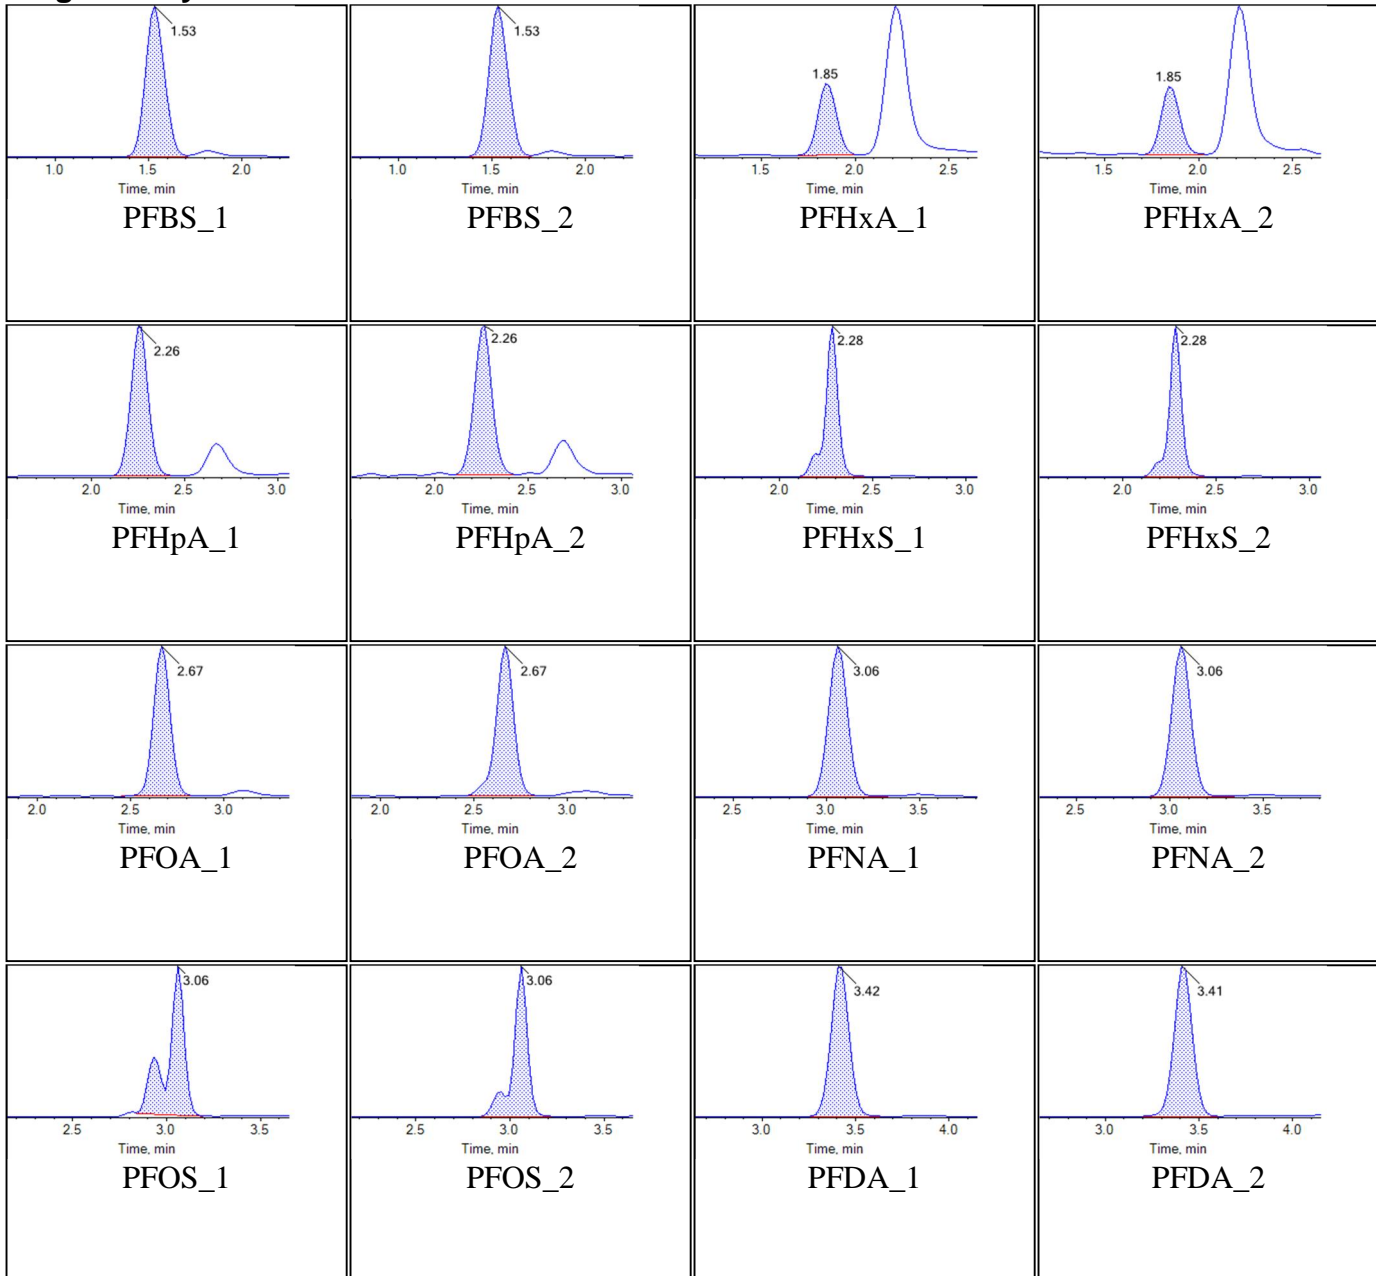 1.53
1.0 1.5 2.0
Time, min
PFBS_1
1.53
1.0 1.5 2.0
Time, min
PFBS_2
1.85
1.5 2.0 2.5
Time, min
PFHxA_1
1.85
1.5 2.0 2.5
Time, min
PFHxA_2
2.26
2.0 2.5 3.0
Time, min
PFHpA_1
2.26
2.0 2.5 3.0
Time, min
PFHpA_2
2.28
2.0 2.5 3.0
Time, min
PFHxS_1
2.28
2.0 2.5 3.0
Time, min
PFHxS_2
2.67
2.0 2.5 3.0
Time, min
PFOA_1
2.67
2.0 2.5 3.0
Time, min
PFOA_2
3.06
2.5 3.0 3.5
Time, min
PFNA_1
3.06
2.5 3.0 3.5
Time, min
PFNA_2
3.06
2.5 3.0 3.5
Time, min
PFOS_1
3.06
2.5 3.0 3.5
Time, min
PFOS_2
3.42
3.0 3.5 4.0
Time, min
PFDA_1
3.41
3.0 3.5 4.0
Time, min
PFDA_2